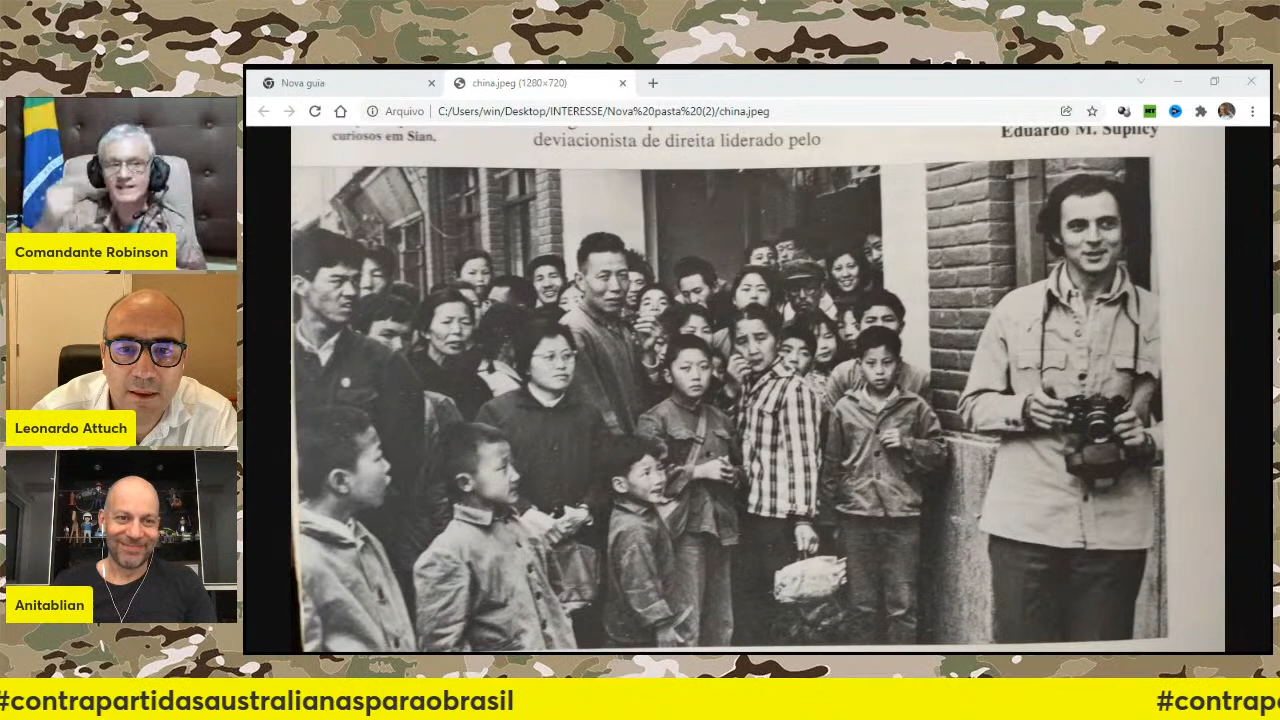 Nova guia
china.jpeg (1280×720)
Arquivo
C:/Users/win/Desktop/INTERESSE/Nova%20pasta%20(2)/china.jpeg
curiosos em Sian.
deviacionista de direita liderado pelo
Eduardo M. Suplicy
Comandante Robinson
Leonardo Attuch
Anitablian
#contrapartidasaustralianasparaobrasil
#contrap